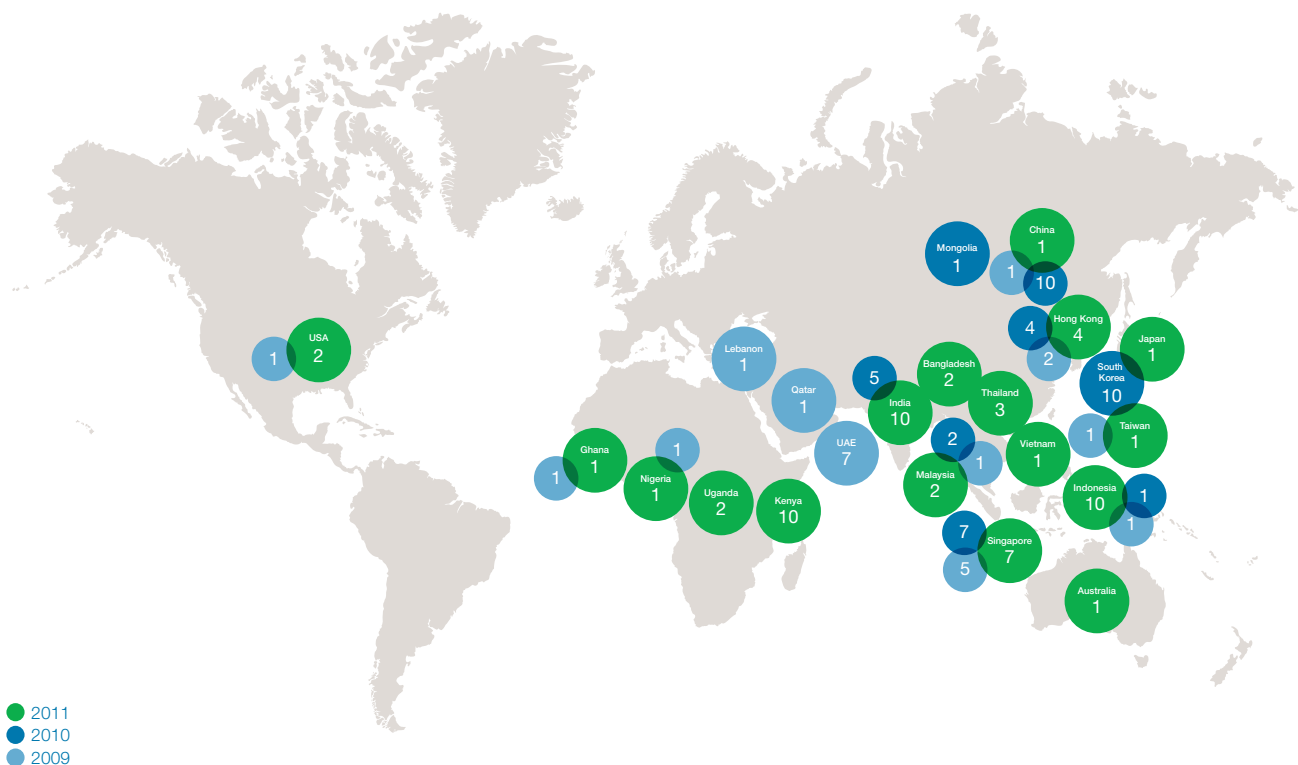 China
1
Mongolia
1
1
10
Hong Kong
4
4
2
Japan
1
USA
2
1
Lebanon
1
Bangladesh
2
South
Korea
10
5
Qatar
1
Thailand
3
India
10
Taiwan
1
1
UAE
7
2
1
Vietnam
1
Ghana
1
1
1
Nigeria
1
Uganda
2
Kenya
10
Malaysia
2
Indonesia
10
1
1
7
Singapore
7
5
Australia
1
2011
2010
2009